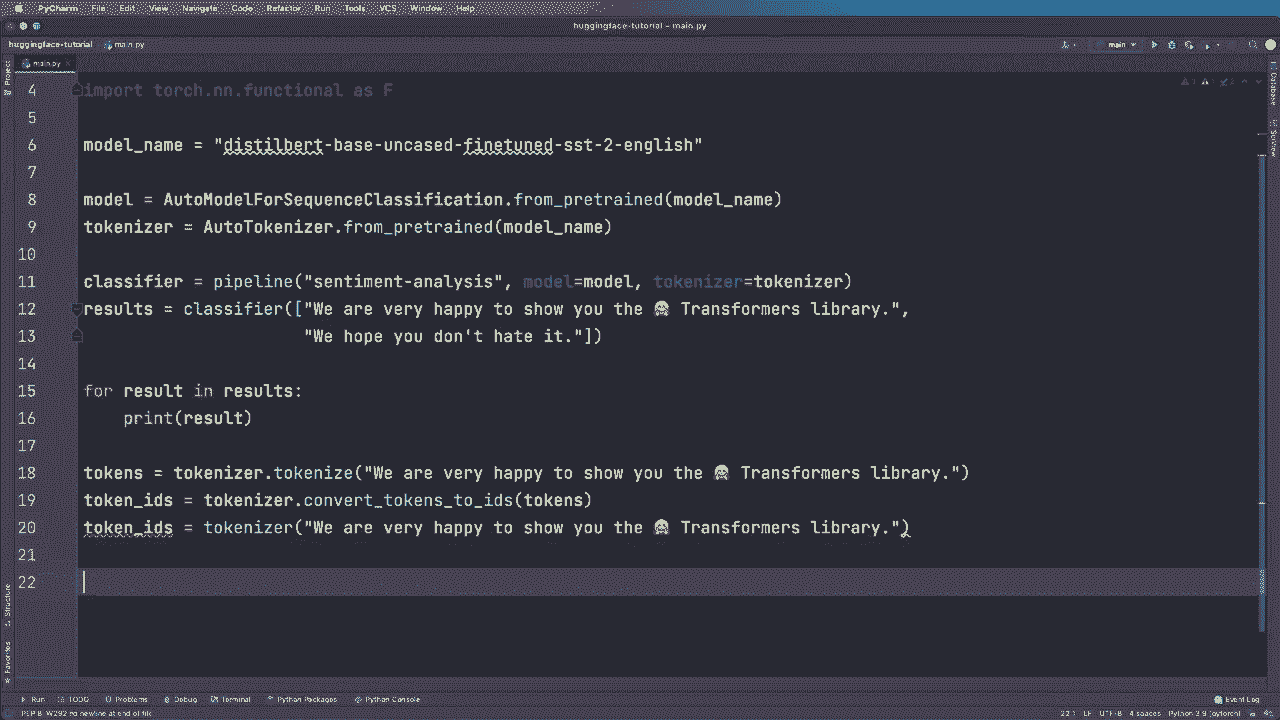 PyCharm File Edit View Navigate Code Refactor Run Tools VCS Window Help
huggingface-tutorial – main.py
huggingface-tutorial main.py main
main.py
Project
Database
4 import torch.nn.functional as F
5
6 model_name = "distilbert-base-uncased-finetuned-sst-2-english"
7
8 model = AutoModelForSequenceClassification.from_pretrained(model_name)
9 tokenizer = AutoTokenizer.from_pretrained(model_name)
10
11 classifier = pipeline("sentiment-analysis", model=model, tokenizer=tokenizer)
12 results = classifier(["We are very happy to show you the 🤗 Transformers library.",
13 "We hope you don't hate it."])
14
15 for result in results:
16 print(result)
17
18 tokens = tokenizer.tokenize("We are very happy to show you the 🤗 Transformers library.")
19 token_ids = tokenizer.convert_tokens_to_ids(tokens)
20 token_ids = tokenizer("We are very happy to show you the 🤗 Transformers library.")
21
22
Structure
Favorites
Run TODO Problems Debug Terminal Python Packages Python Console Event Log
PEP 8: W292 no newline at end of file 22:1 LF UTF-8 4 spaces Python 3.9 (pytorch)